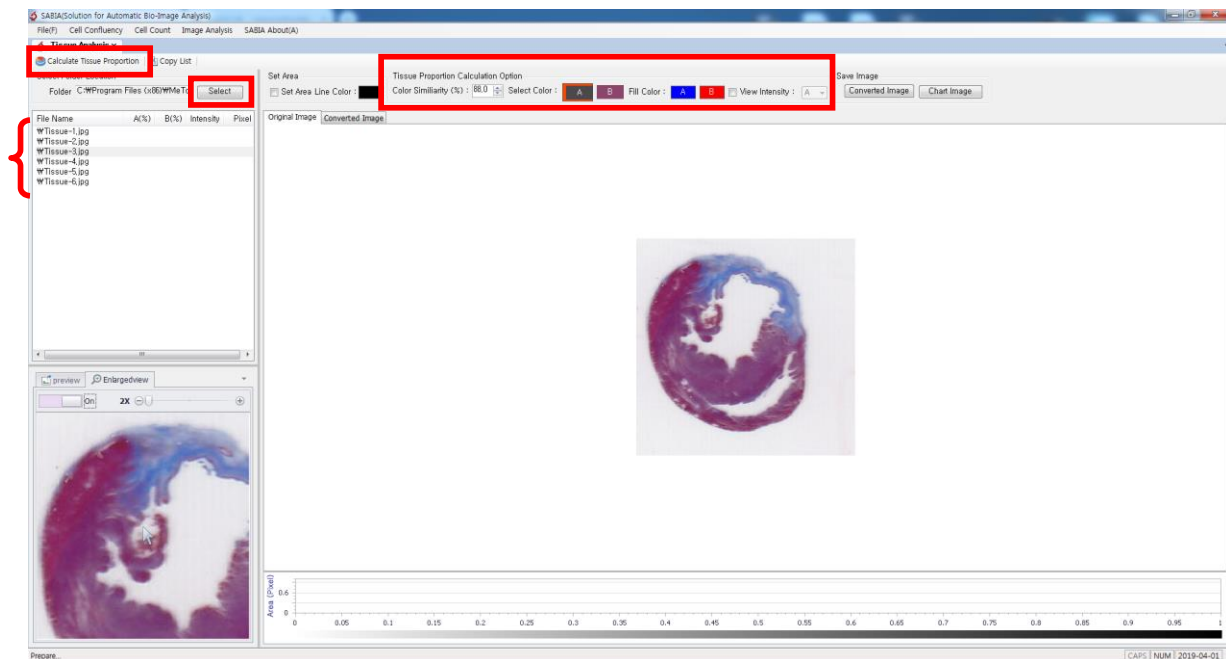 SABIA(Solution for Automatic Bio-Image Analysis)
File(F) Cell Confluency Cell Count Image Analysis SABIA About(A)
Tissue Analysis
Calculate Tissue Proportion Copy List
Folder C:₩Program Files (x86)₩MeTo Select
Set Area
Set Area Line Color :
Tissue Proportion Calculation Option
Color Similiarity (%) : 88.0 Select Color : A B Fill Color : A B View Intensity : A
Save Image
Converted Image Chart Image
File Name A(%) B(%) Intensity Pixel
₩Tissue-1.jpg
₩Tissue-2.jpg
₩Tissue-3.jpg
₩Tissue-4.jpg
₩Tissue-5.jpg
₩Tissue-6.jpg
Original Image Converted Image
preview Enlargedview
On 2X
Area (Pixel)
0.6
0
0 0.05 0.1 0.15 0.2 0.25 0.3 0.35 0.4 0.45 0.5 0.55 0.6 0.65 0.7 0.75 0.8 0.85 0.9 0.95 1
Prepare... CAPS NUM 2019-04-01